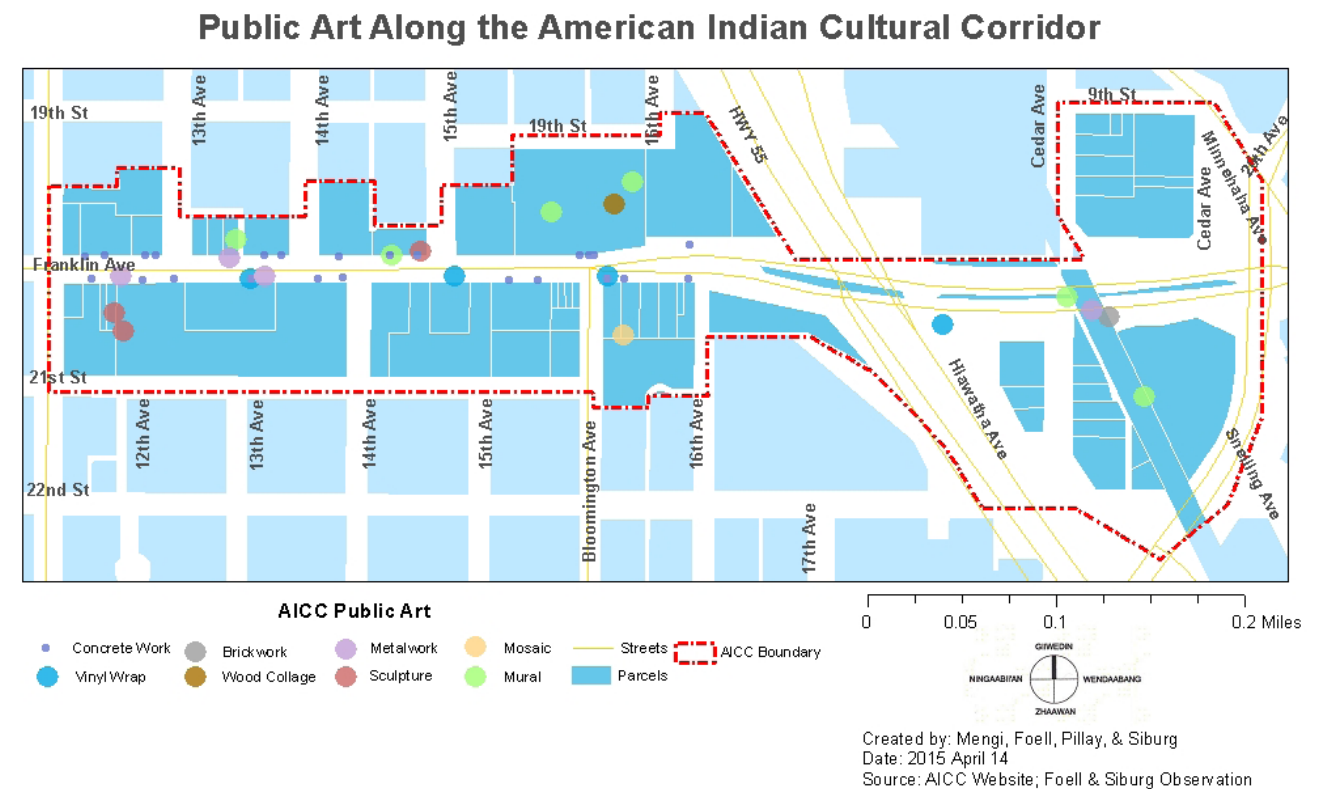 Public Art Along the American Indian Cultural Corridor
19th St
13th Ave
14th Ave
15th Ave
19th St
16th Ave
HWY 55
Cedar Ave
9th St
Minnehaha Ave
Cedar Ave
Franklin Ave
21st St
12th Ave
13th Ave
14th Ave
15th Ave
Bloomington Ave
16th Ave
17th Ave
Hiawatha Ave
Snelling Ave
22nd St
AICC Public Art
Concrete Work
Brickwork
Metalwork
Mosaic
Streets
AICC Boundary
Vinyl Wrap
Wood Collage
Sculpture
Mural
Parcels
0 0.05 0.1 0.2 Miles
GIIWEDIN
NINGAABII'AN
WENDAABANG
ZHAAWAN
Created by: Mengi, Foell, Pillay, & Siburg
Date: 2015 April 14
Source: AICC Website; Foell & Siburg Observation